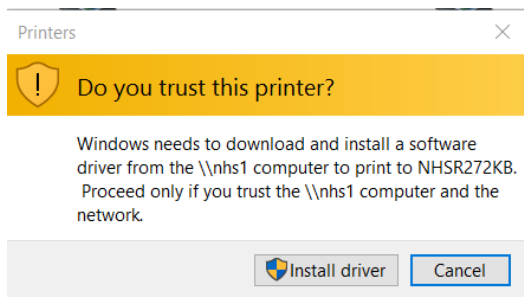 Printers
Do you trust this printer?
Windows needs to download and install a software
driver from the \\nhs1 computer to print to NHSR272KB.
Proceed only if you trust the \\nhs1 computer and the
network.
Install driver
Cancel